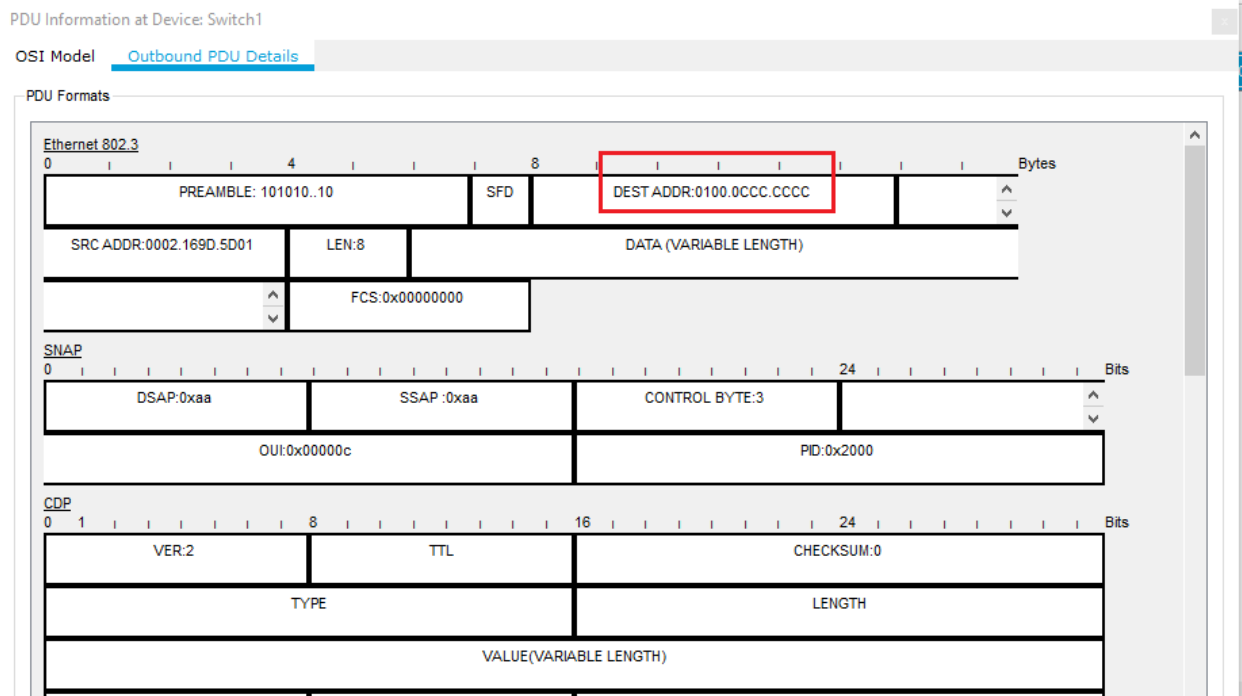 PDU Information at Device: Switch1
x
OSI Model Outbound PDU Details
PDU Formats
Ethernet 802.3
0 4 8 Bytes
PREAMBLE: 101010..10 SFD DEST ADDR:0100.0CCC.CCCC
SRC ADDR:0002.169D.5D01 LEN:8 DATA (VARIABLE LENGTH)
FCS:0x00000000
SNAP
0 24 Bits
DSAP:0xaa SSAP :0xaa CONTROL BYTE:3
OUI:0x00000c PID:0x2000
CDP
0 1 8 16 24 Bits
VER:2 TTL CHECKSUM:0
TYPE LENGTH
VALUE(VARIABLE LENGTH)